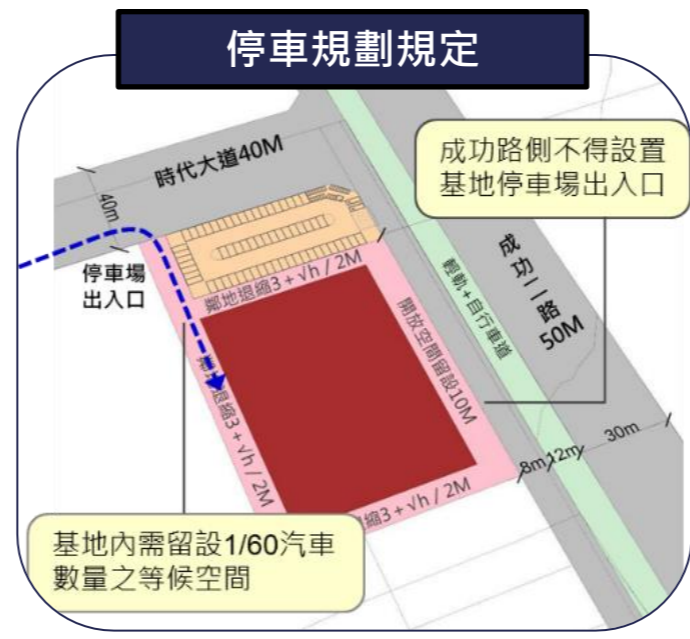 停車規劃規定
時代大道40M
40m
停車場
出入口
成功路側不得設置
基地停車場出入口
成功二路
50M
輕軌+自行車道
鄰地退縮3+√h / 2M
開放空間留設10M
退縮3+√h / 2M
縮3+√h / 2M
8m
12m
30m
基地內需留設1/60汽車
數量之等候空間